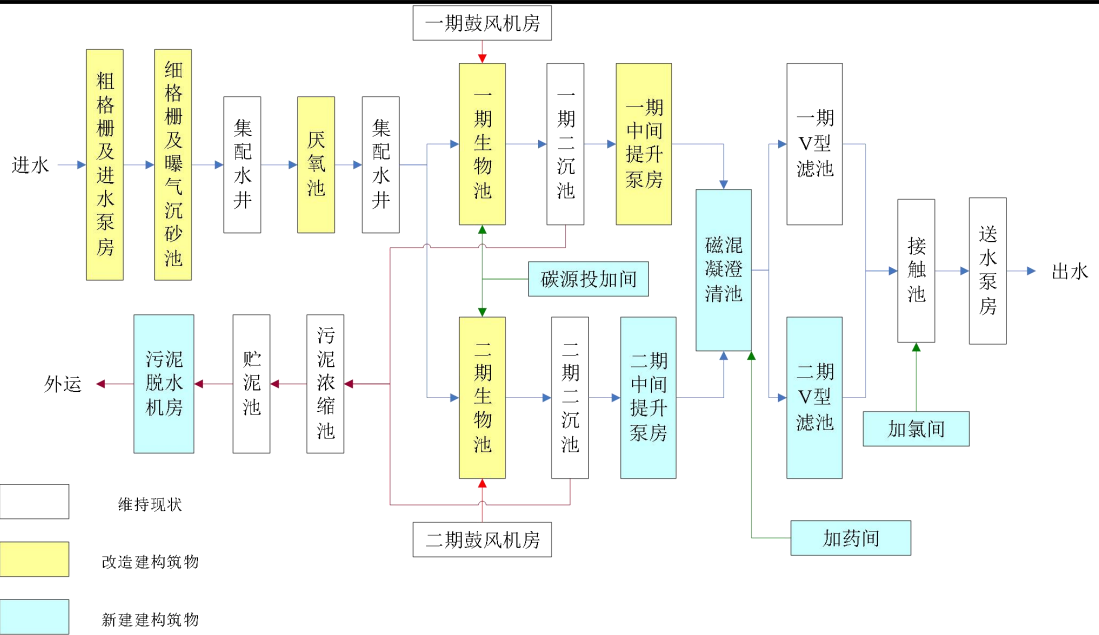 一期鼓风机房
进水
粗格栅及进水泵房
细格栅及曝气沉砂池
集配水井
厌氧池
集配水井
一期生物池
一期二沉池
一期
中间
提升
泵房
磁混
凝澄
清池
一期
V型
滤池
接触池
送水泵房
出水
碳源投加间
外运
污泥
脱水
机房
贮泥池
污泥浓缩池
二期生物池
二期二沉池
二期
中间
提升
泵房
二期
V型
滤池
加氯间
二期鼓风机房
加药间
维持现状
改造建构筑物
新建建构筑物